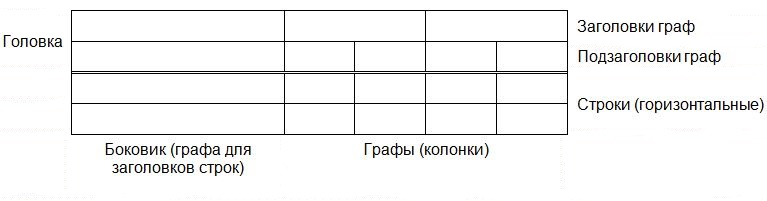 Заголовки граф
Головка
Подзаголовки граф
Строки (горизонтальные)
Боковик (графа для
заголовков строк)
Графы (колонки)